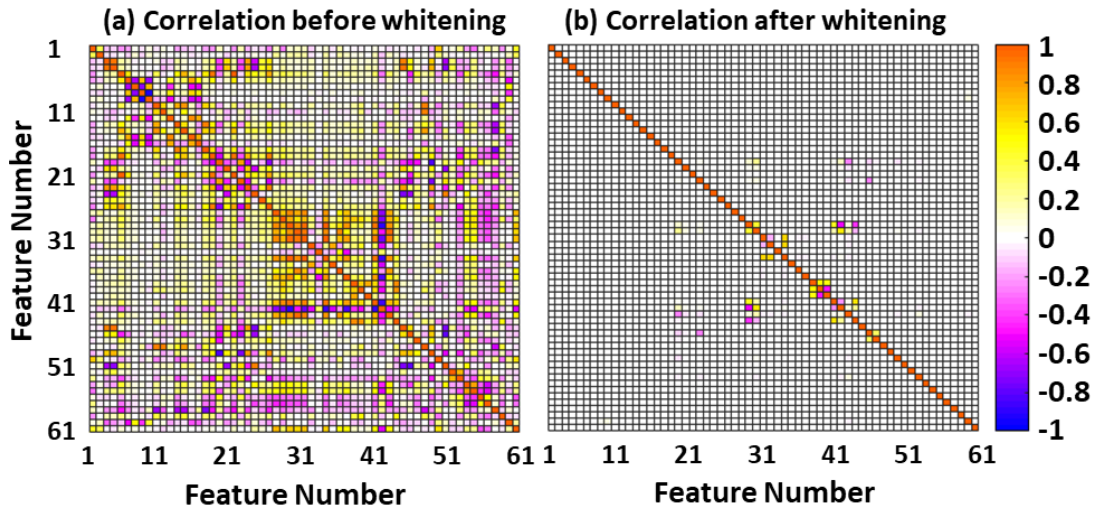 (a) Correlation before whitening
(b) Correlation after whitening
Feature Number
1
11
21
31
41
51
61
1 11 21 31 41 51 61
Feature Number
Feature Number
1 11 21 31 41 51 61
Feature Number
1
0.8
0.6
0.4
0.2
0
-0.2
-0.4
-0.6
-0.8
-1